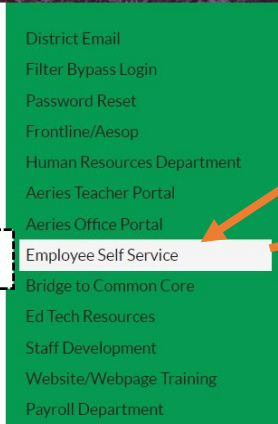 District Email
Filter Bypass Login
Password Reset
Frontline/Aesop
Human Resources Department
Aeries Teacher Portal
Aeries Office Portal
Employee Self Service
Bridge to Common Core
Ed Tech Resources
Staff Development
Website/Webpage Training
Payroll Department